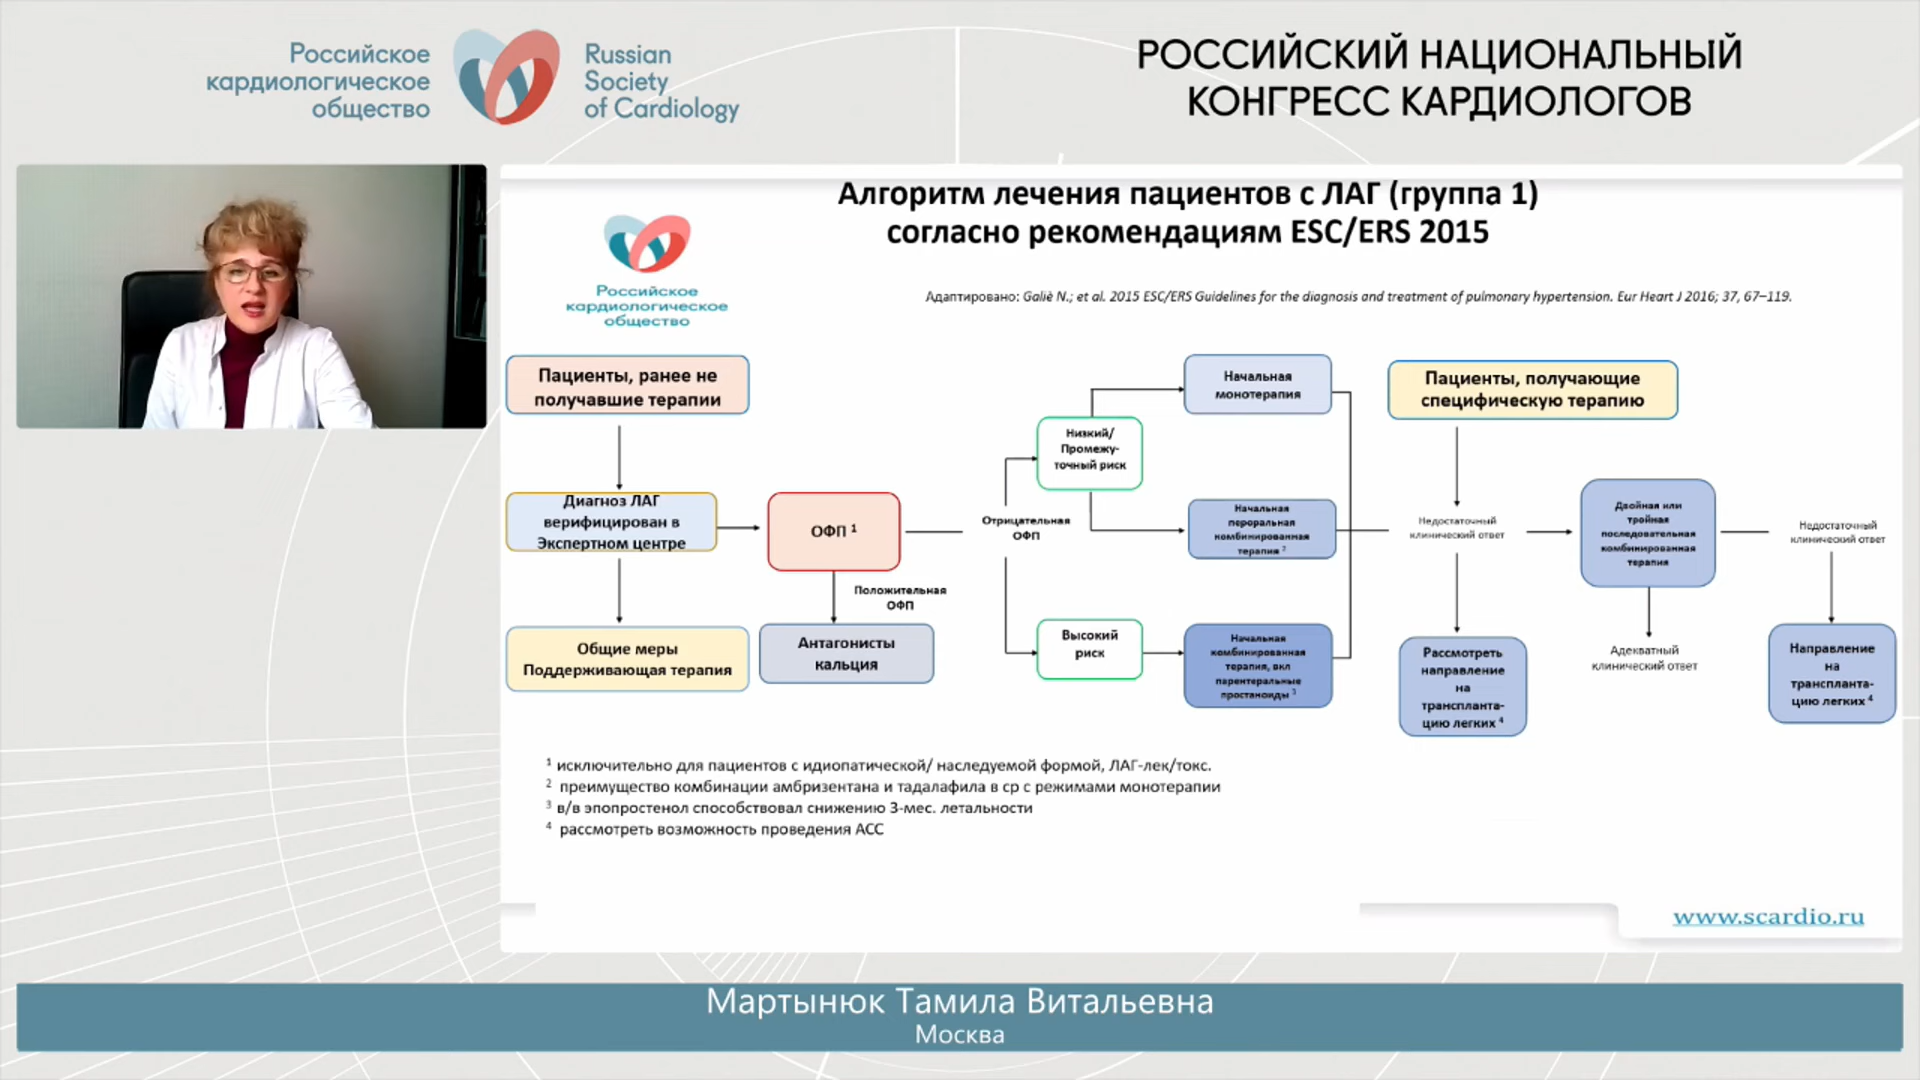 Российское
кардиологическое
общество
Russian
Society
of Cardiology
РОССИЙСКИЙ НАЦИОНАЛЬНЫЙ
КОНГРЕСС КАРДИОЛОГОВ
Алгоритм лечения пациентов с ЛАГ (группа 1)
согласно рекомендациям ESC/ERS 2015
Российское
кардиологическое
общество
Адаптировано: Galiè N.; et al. 2015 ESC/ERS Guidelines for the diagnosis and treatment of pulmonary hypertension. Eur Heart J 2016; 37, 67–119.
Пациенты, ранее не
получавшие терапии
Диагноз ЛАГ
верифицирован в
Экспертном центре
Общие меры
Поддерживающая терапия
ОФП ¹
Положительная
ОФП
Антагонисты
кальция
Отрицательная
ОФП
Низкий/
Промежу-
точный риск
Высокий
риск
Начальная
монотерапия
Начальная
пероральная
комбинированная
терапия ²
Начальная
комбинированная
терапия, вкл
парентеральные
простаноиды ³
Пациенты, получающие
специфическую терапию
Недостаточный
клинический ответ
Рассмотреть
направление
на
транспланта-
цию легких ⁴
Двойная или
тройная
последовательная
комбинированная
терапия
Адекватный
клинический ответ
Недостаточный
клинический ответ
Направление
на
транспланта-
цию легких ⁴
¹ исключительно для пациентов с идиопатической/ наследуемой формой, ЛАГ-лек/токс.
² преимущество комбинации амбризентана и тадалафила в ср с режимами монотерапии
³ в/в эпопростенол способствовал снижению 3-мес. летальности
⁴ рассмотреть возможность проведения АСС
www.scardio.ru
Мартынюк Тамила Витальевна
Москва